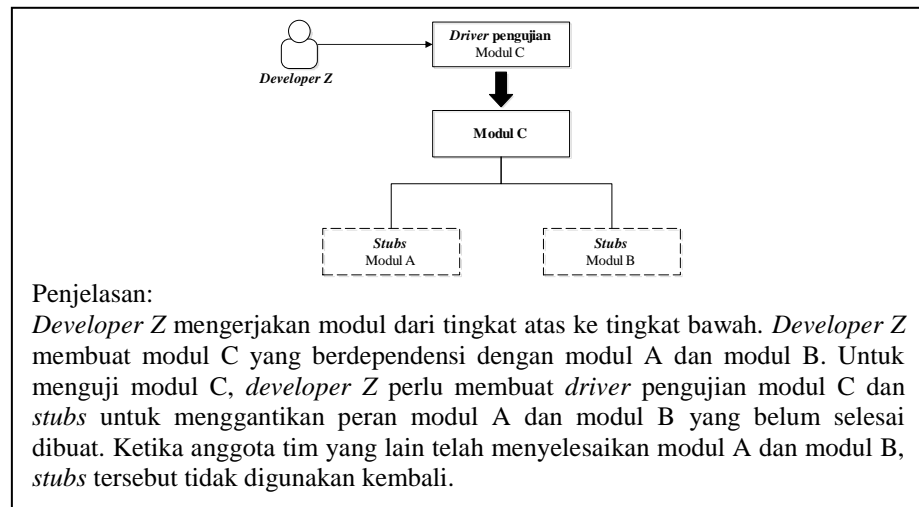 Driver pengujian
Modul C
Developer Z
Modul C
Stubs
Modul A
Stubs
Modul B
Penjelasan:
Developer Z mengerjakan modul dari tingkat atas ke tingkat bawah. Developer Z
membuat modul C yang berdependensi dengan modul A dan modul B. Untuk
menguji modul C, developer Z perlu membuat driver pengujian modul C dan
stubs untuk menggantikan peran modul A dan modul B yang belum selesai
dibuat. Ketika anggota tim yang lain telah menyelesaikan modul A dan modul B,
stubs tersebut tidak digunakan kembali.